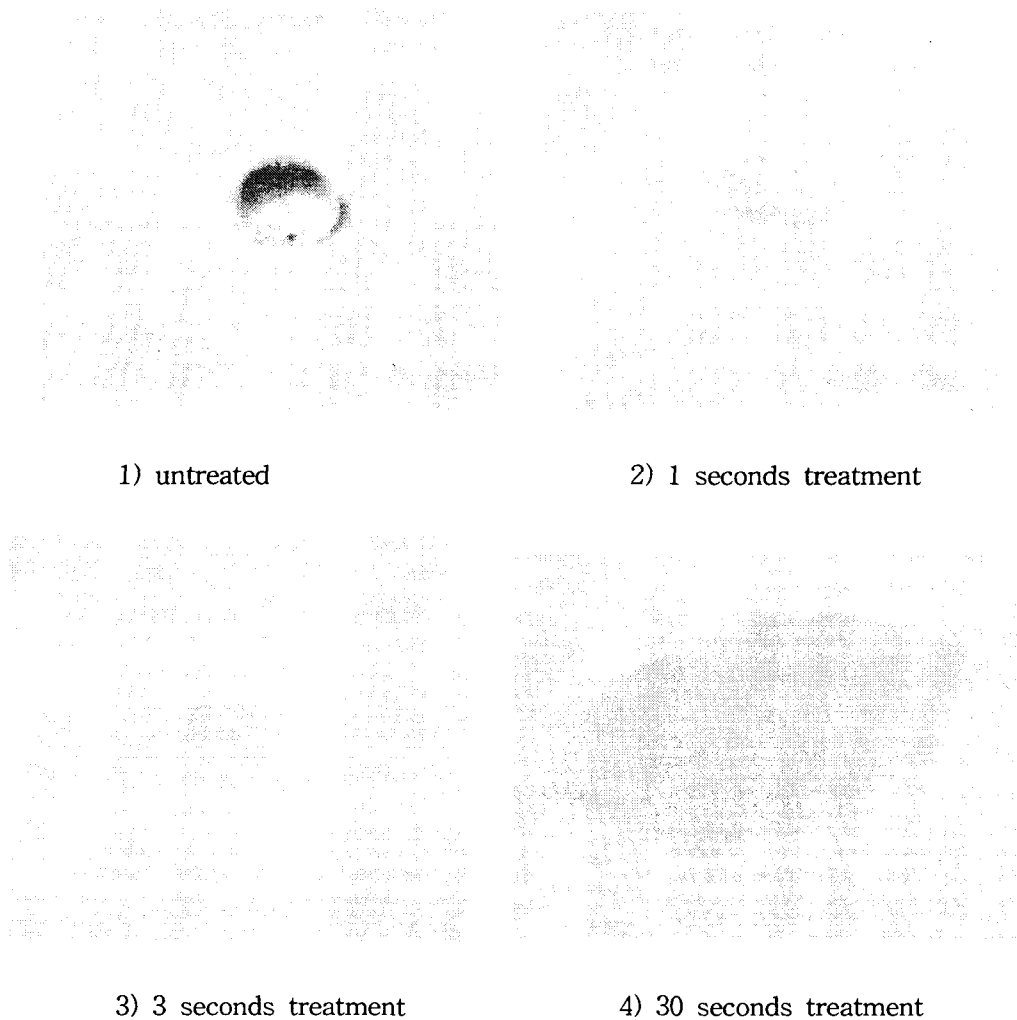 1) untreated
2) 1 seconds treatment
3) 3 seconds treatment
4) 30 seconds treatment